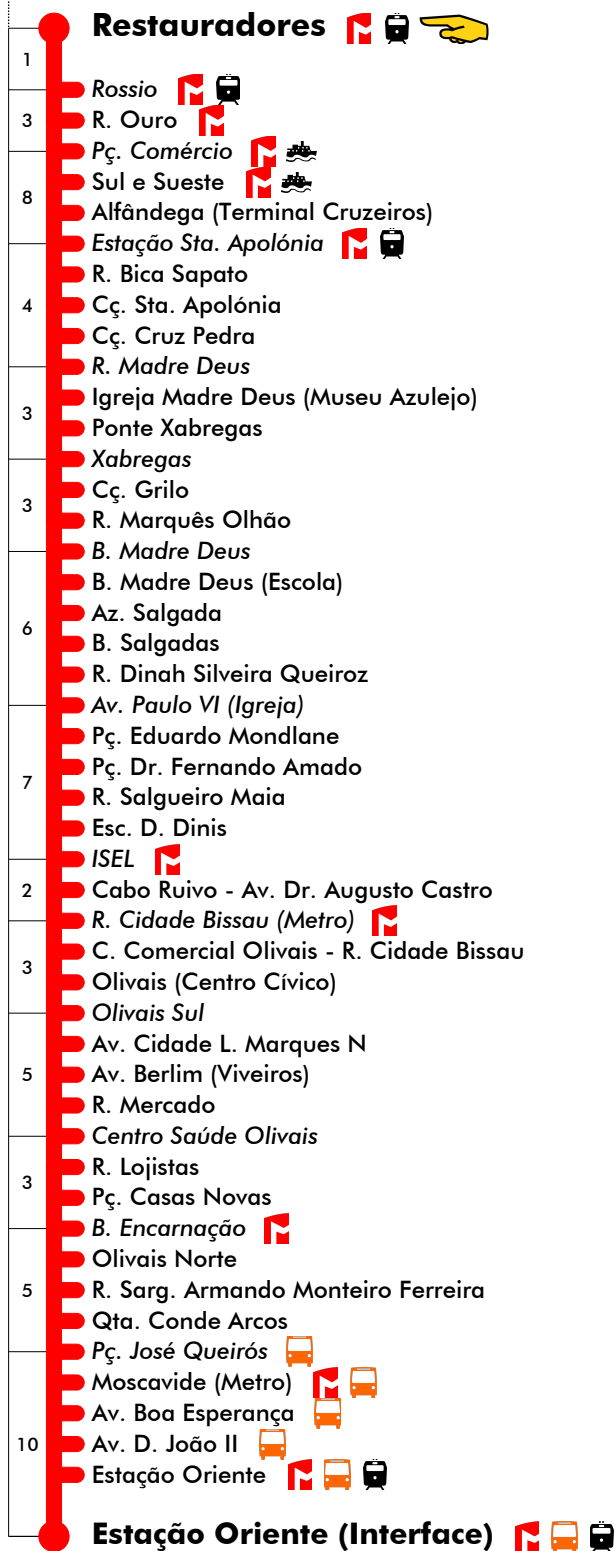 Restauradores
1
Rossio
3 R. Ouro
Pç. Comércio
Sul e Sueste
8
Alfândega (Terminal Cruzeiros)
Estação Sta. Apolónia
R. Bica Sapato
4 Cç. Sta. Apolónia
Cç. Cruz Pedra
R. Madre Deus
Igreja Madre Deus (Museu Azulejo)
3
Ponte Xabregas
Xabregas
Cç. Grilo
3
R. Marquês Olhão
B. Madre Deus
B. Madre Deus (Escola)
Az. Salgada
6
B. Salgadas
R. Dinah Silveira Queiroz
Av. Paulo VI (Igreja)
Pç. Eduardo Mondlane
Pç. Dr. Fernando Amado
7
R. Salgueiro Maia
Esc. D. Dinis
ISEL
2 Cabo Ruivo - Av. Dr. Augusto Castro
R. Cidade Bissau (Metro)
C. Comercial Olivais - R. Cidade Bissau
3
Olivais (Centro Cívico)
Olivais Sul
Av. Cidade L. Marques N
5 Av. Berlim (Viveiros)
R. Mercado
Centro Saúde Olivais
R. Lojistas
3
Pç. Casas Novas
B. Encarnação
Olivais Norte
5 R. Sarg. Armando Monteiro Ferreira
Qta. Conde Arcos
Pç. José Queirós
Moscavide (Metro)
Av. Boa Esperança
10 Av. D. João II
Estação Oriente
Estação Oriente (Interface)